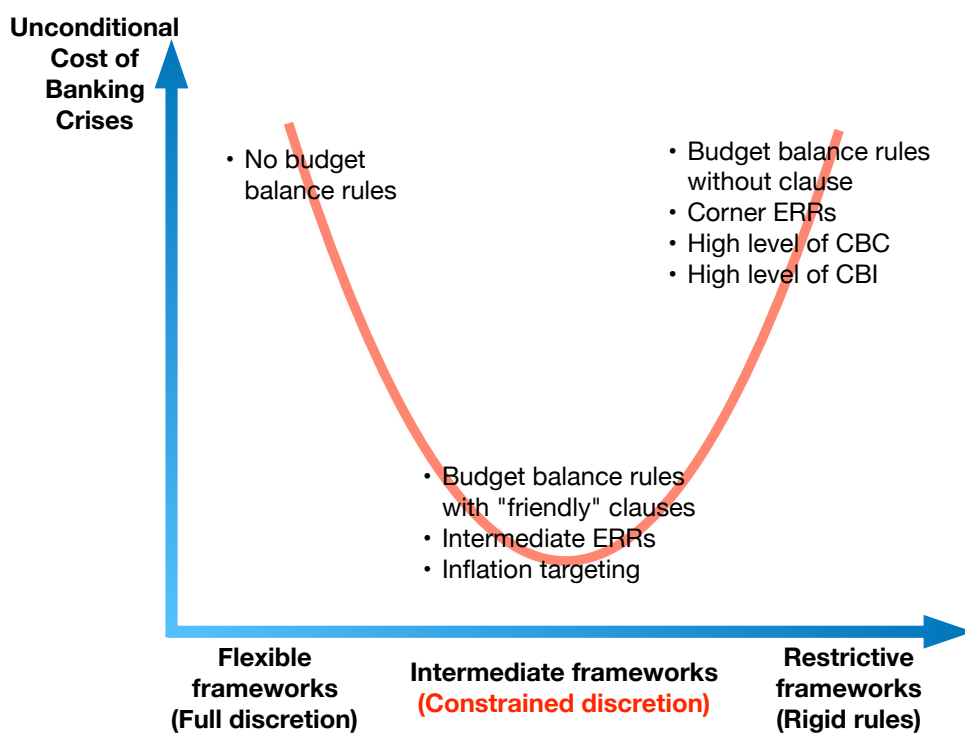 Unconditional
Cost of
Banking
Crises
• No budget
balance rules
• Budget balance rules
without clause
• Corner ERRs
• High level of CBC
• High level of CBI
• Budget balance rules
with "friendly" clauses
• Intermediate ERRs
• Inflation targeting
Flexible
frameworks
(Full discretion)
Intermediate frameworks
(Constrained discretion)
Restrictive
frameworks
(Rigid rules)